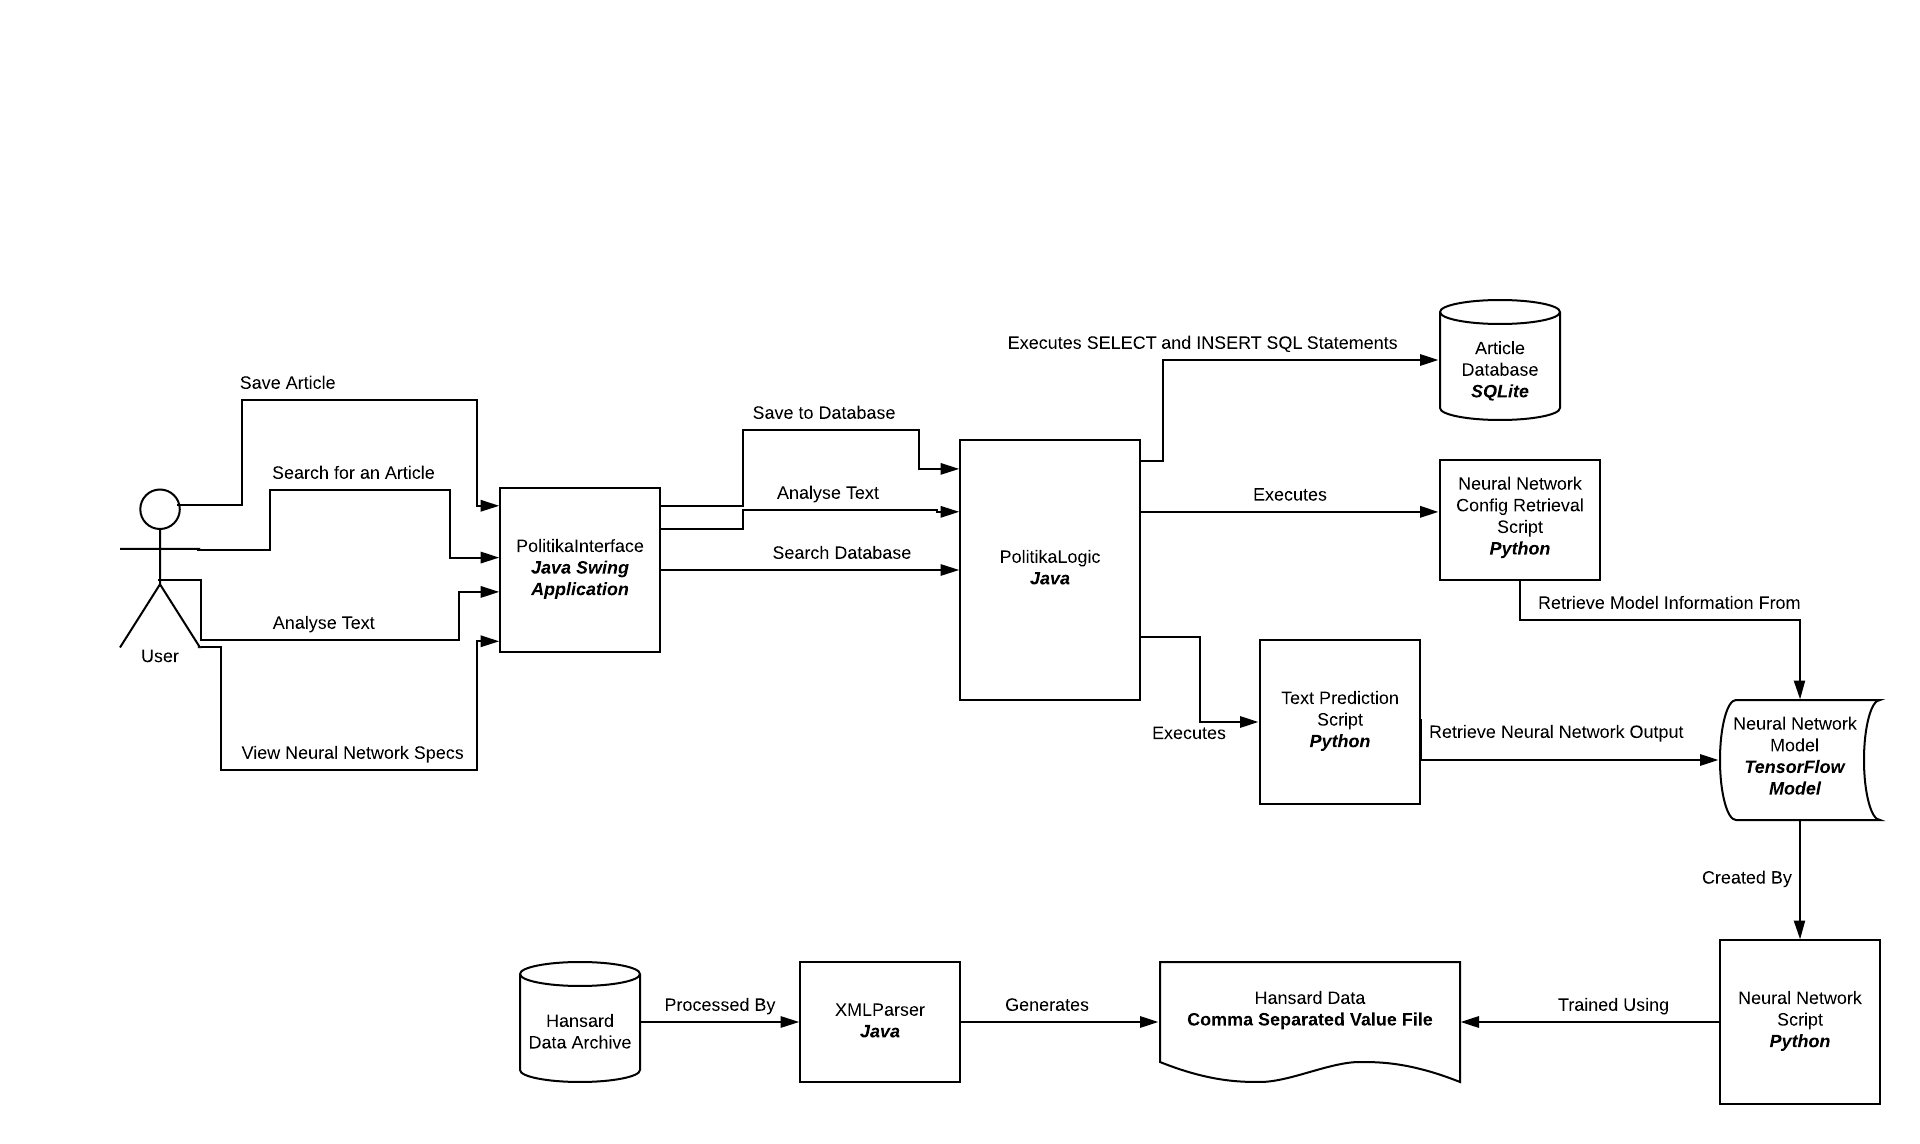 Executes SELECT and INSERT SQL Statements
Article
Database
SQLite
Save Article
Save to Database
Search for an Article
Analyse Text
Executes
Neural Network
Config Retrieval
Script
Python
PolitikaInterface
Java Swing
Application
Search Database
PolitikaLogic
Java
Analyse Text
User
Retrieve Model Information From
View Neural Network Specs
Executes
Text Prediction
Script
Python
Retrieve Neural Network Output
Neural Network
Model
TensorFlow
Model
Created By
Hansard
Data Archive
Processed By
XMLParser
Java
Generates
Hansard Data
Comma Separated Value File
Trained Using
Neural Network
Script
Python